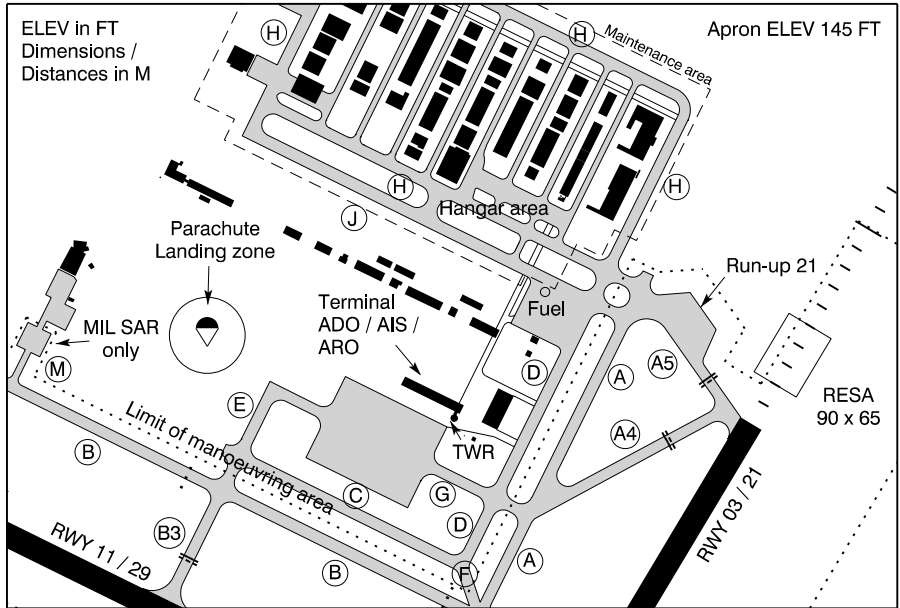 ELEV in FT
Dimensions /
Distances in M
Apron ELEV 145 FT
H
H
Maintenance area
H
H
Hangar area
J
Parachute
Landing zone
Run-up 21
Terminal
ADO / AIS /
ARO
Fuel
MIL SAR
only
M
D
A
A5
RESA
90 x 65
E
Limit of manoeuvring area
A4
B
TWR
C
G
D
RWY 03 / 21
B3
RWY 11 / 29
B
F
A